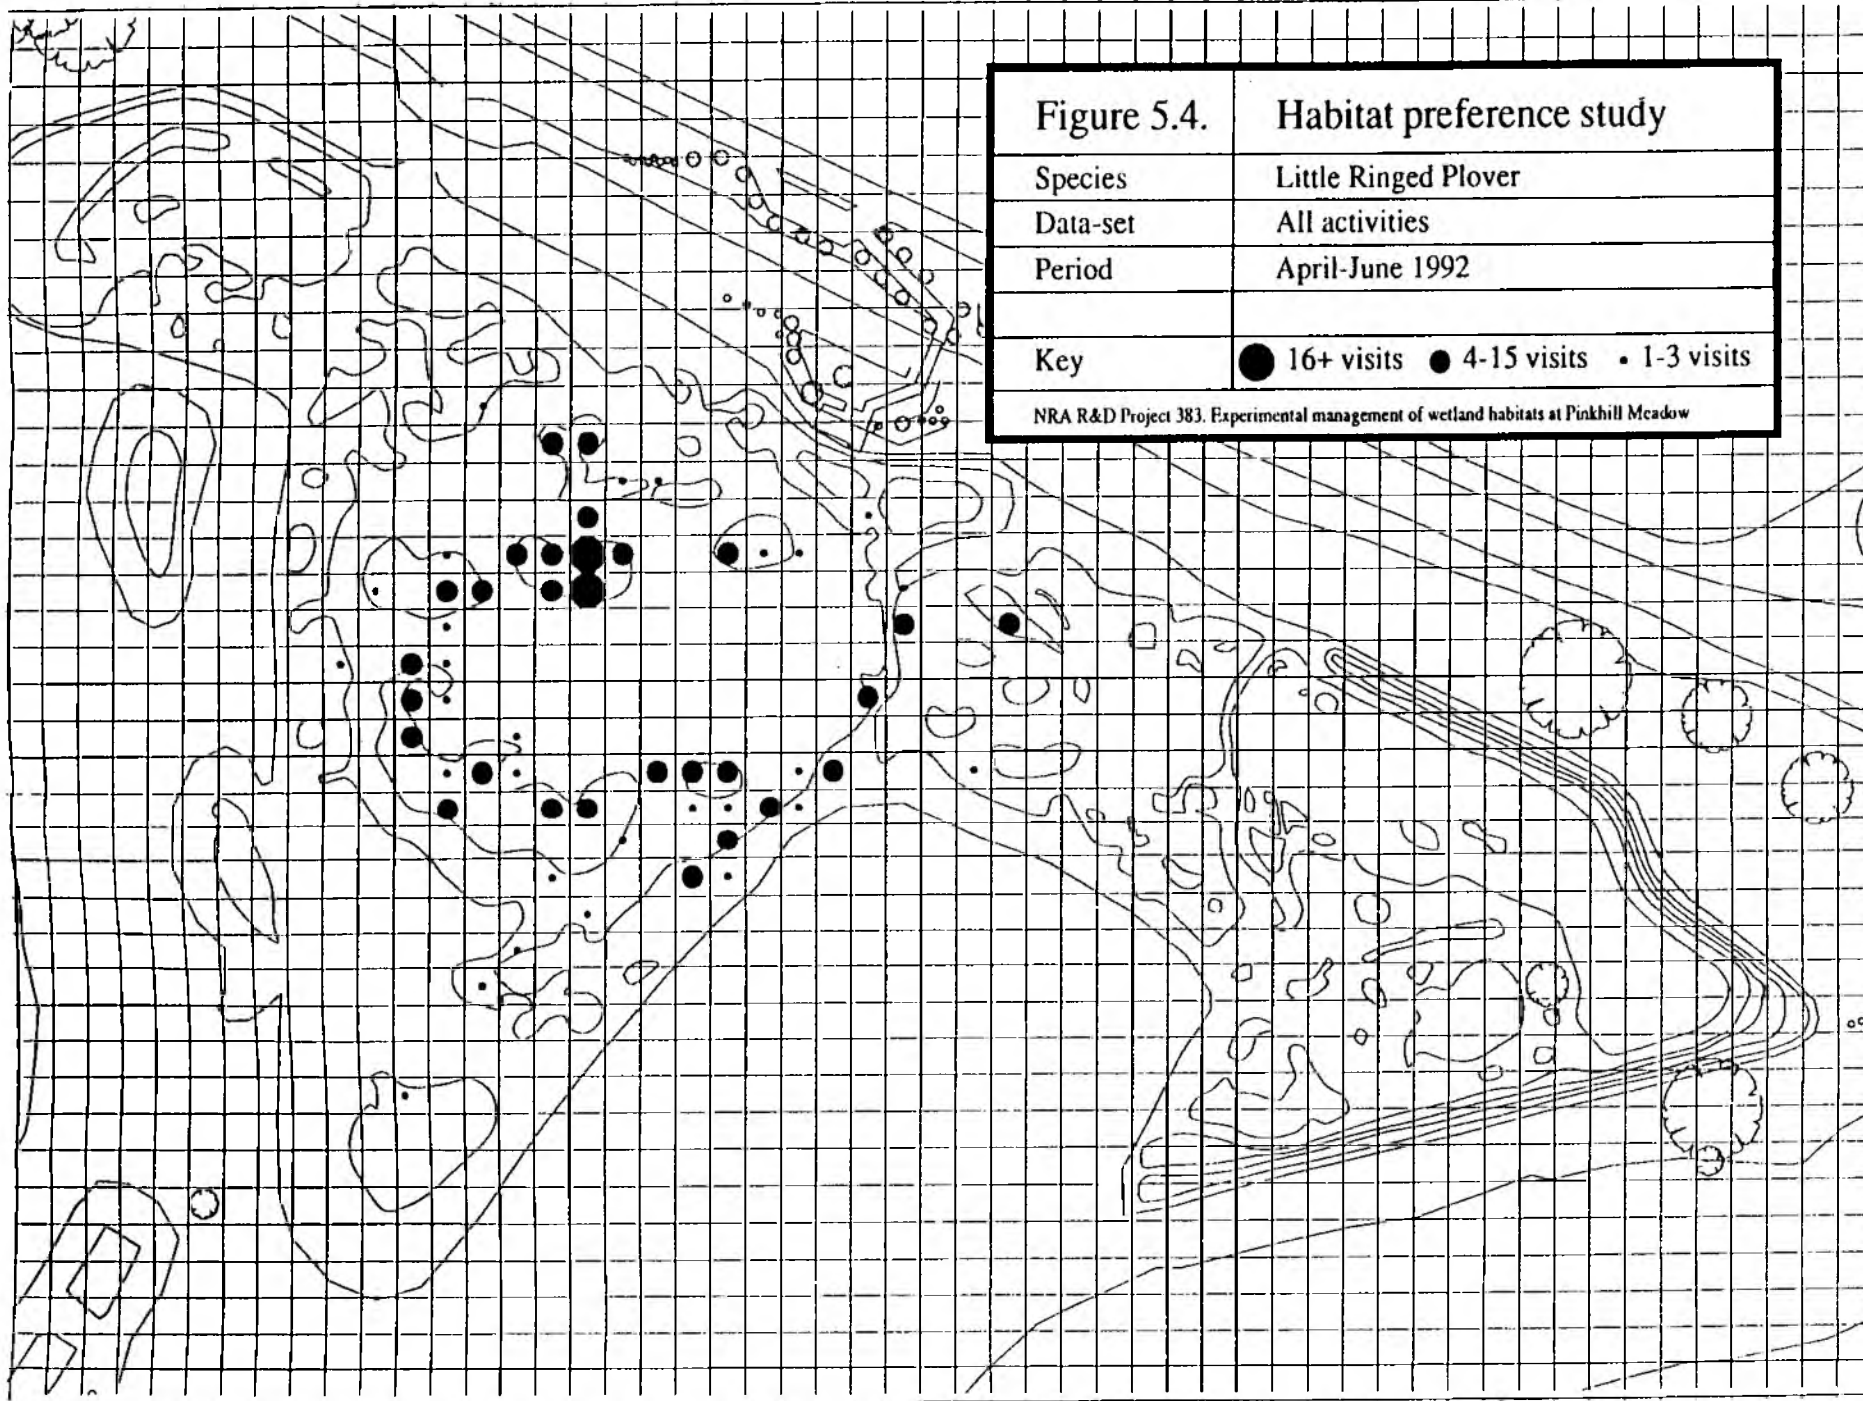 Figure 5.4. Habitat preference study
Species Little Ringed Plover
Data-set All activities
Period April-June 1992
Key 16+ visits 4-15 visits 1-3 visits
NRA R&D Project 383. Experimental management of wetland habitats at Pinkhill Meadow